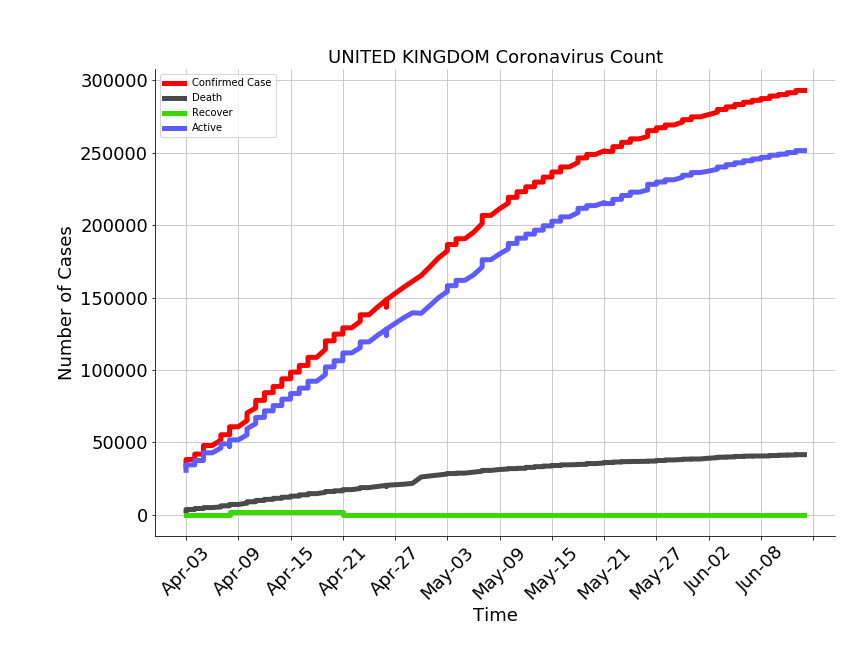 UNITED KINGDOM Coronavirus Count
Confirmed Case
Death
Recover
Active
300000
250000
200000
150000
100000
50000
0
Number of Cases
Apr-03
Apr-09
Apr-15
Apr-21
Apr-27
May-03
May-09
May-15
May-21
May-27
Jun-02
Jun-08
Time